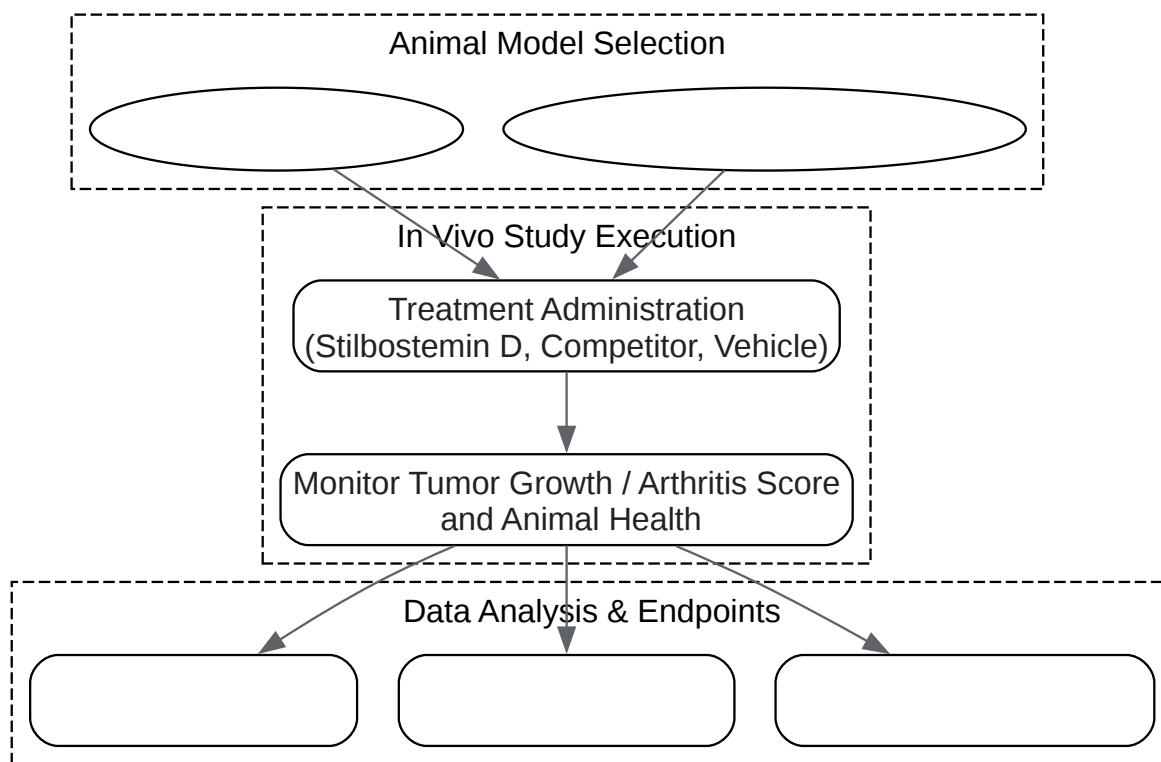 Animal Model Selection
In Vivo Study Execution
Treatment Administration
(Stilbostemin D, Competitor, Vehicle)
Monitor Tumor Growth / Arthritis Score
and Animal Health
Data Analysis & Endpoints